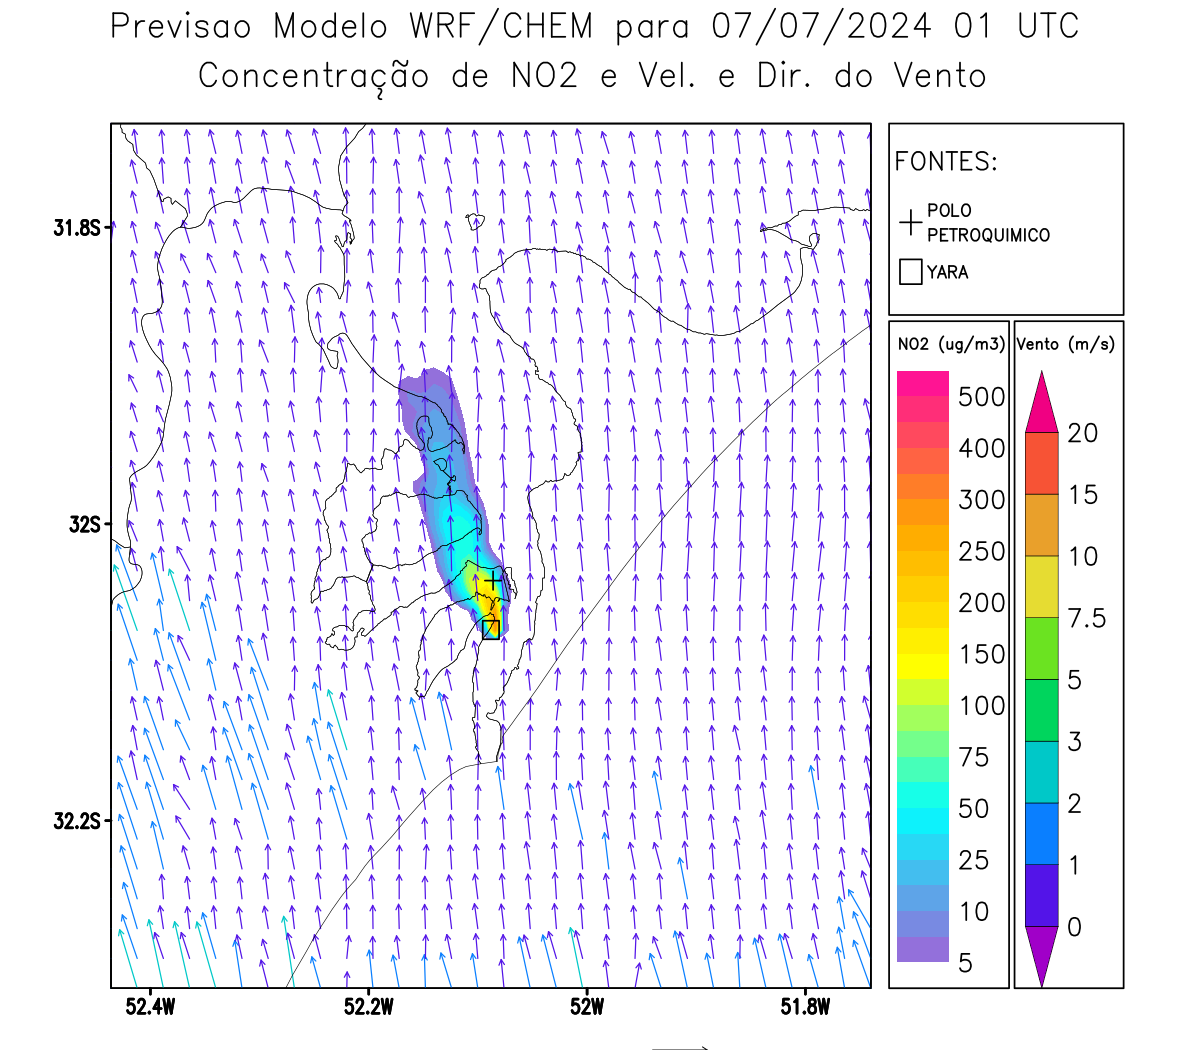 Previsao Modelo WRF/CHEM para 07/07/2024 01 UTC
Concentração de NO2 e Vel. e Dir. do Vento
FONTES:
POLO
PETROQUIMICO
YARA
NO2 (ug/m3)
500
400
300
250
200
150
100
75
50
25
10
5
Vento (m/s)
20
15
10
7.5
5
3
2
1
0
31.8S
32S
32.2S
52.4W
52.2W
52W
51.8W